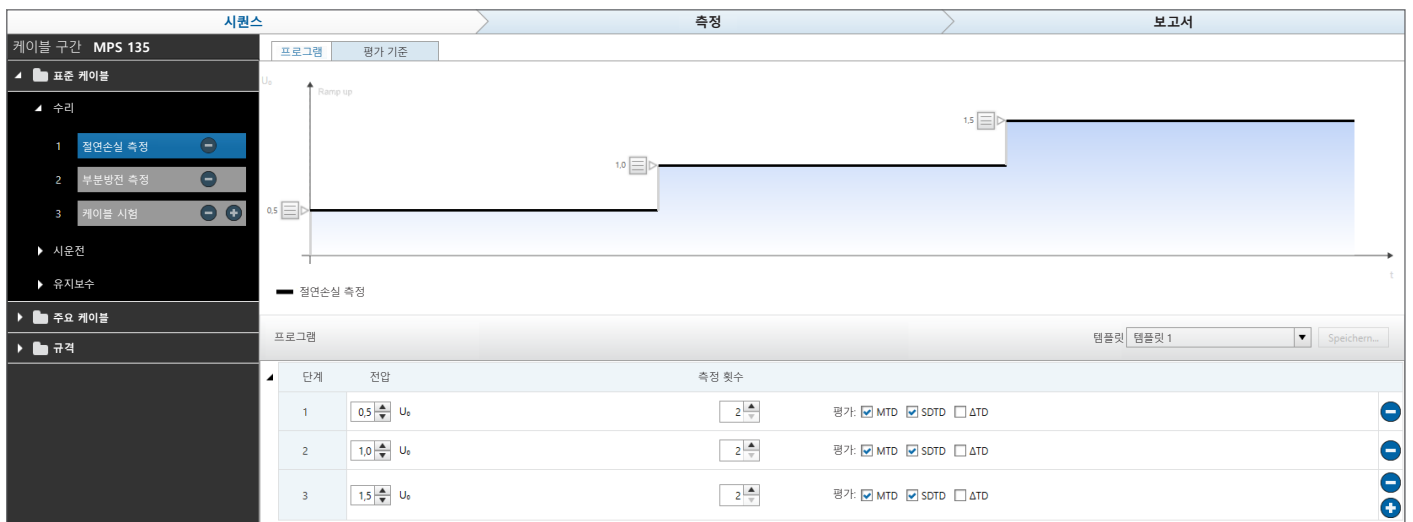 시퀀스 측정 보고서
케이블 구간 MPS 135
표준 케이블
수리
1 절연손실 측정
2 부분방전 측정
3 케이블 시험
시운전
유지보수
주요 케이블
규격
프로그램 평가 기준
U₀
Ramp up
1,5
1,0
0,5
t
절연손실 측정
프로그램 템플릿 템플릿 1 Speichern...
단계 전압 측정 횟수
1 0,5 U₀ 2 평가: MTD SDTD ΔTD
2 1,0 U₀ 2 평가: MTD SDTD ΔTD
3 1,5 U₀ 2 평가: MTD SDTD ΔTD